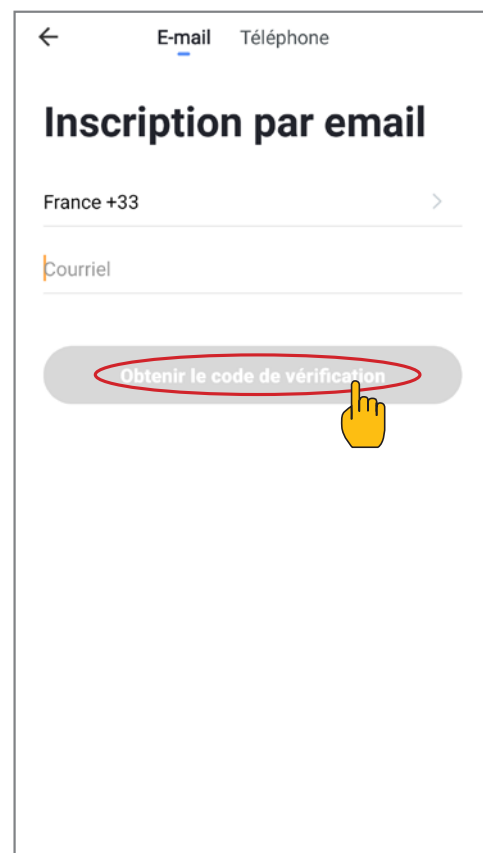 E-mail Téléphone
Inscription par email
France +33
Courriel
Obtenir le code de vérification